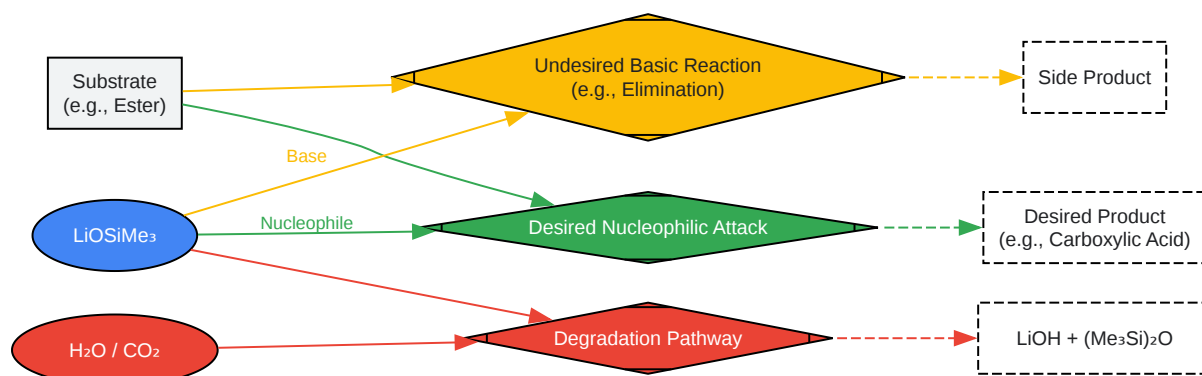 Substrate
(e.g., Ester)
Undesired Basic Reaction
(e.g., Elimination)
Side Product
Base
LiOSiMe₃
Nucleophile
Desired Nucleophilic Attack
Desired Product
(e.g., Carboxylic Acid)
H₂O / CO₂
Degradation Pathway
LiOH + (Me₃Si)₂O